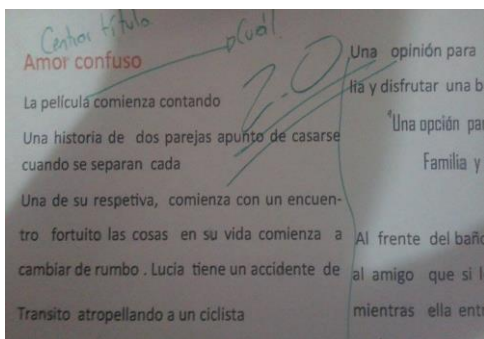 Centrar título
¿Cuál
Amor confuso
2.0
La película comienza contando
Una historia de dos parejas apunto de casarse
cuando se separan cada
Una de su respetiva, comienza con un encuen-
tro fortuito las cosas en su vida comienza a
cambiar de rumbo . Lucia tiene un accidente de
Transito atropellando a un ciclista
Una opinión para
lia y disfrutar una b
"Una opción par
Familia y
Al frente del baño
al amigo que si l
mientras ella entr